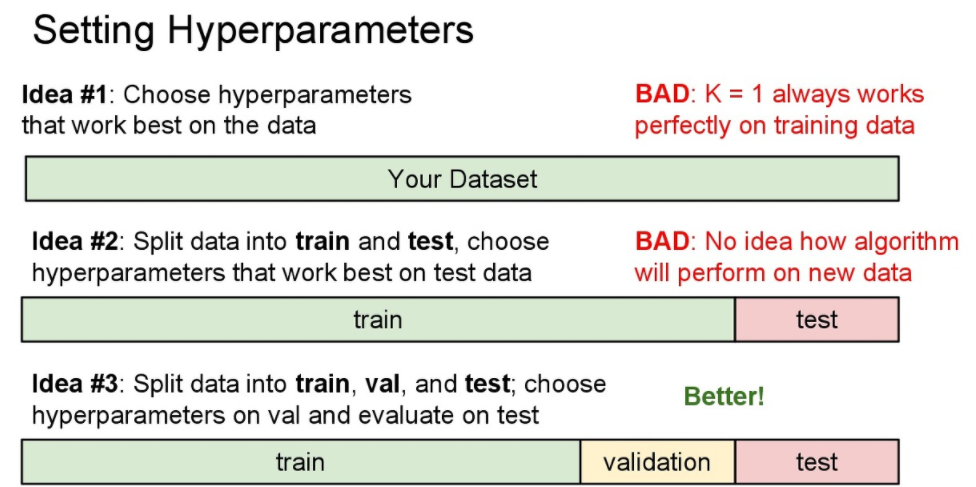 Setting Hyperparameters
Idea #1: Choose hyperparameters
that work best on the data
BAD: K = 1 always works
perfectly on training data
Your Dataset
Idea #2: Split data into train and test, choose
hyperparameters that work best on test data
BAD: No idea how algorithm
will perform on new data
train
test
Idea #3: Split data into train, val, and test; choose
hyperparameters on val and evaluate on test
Better!
train
validation
test